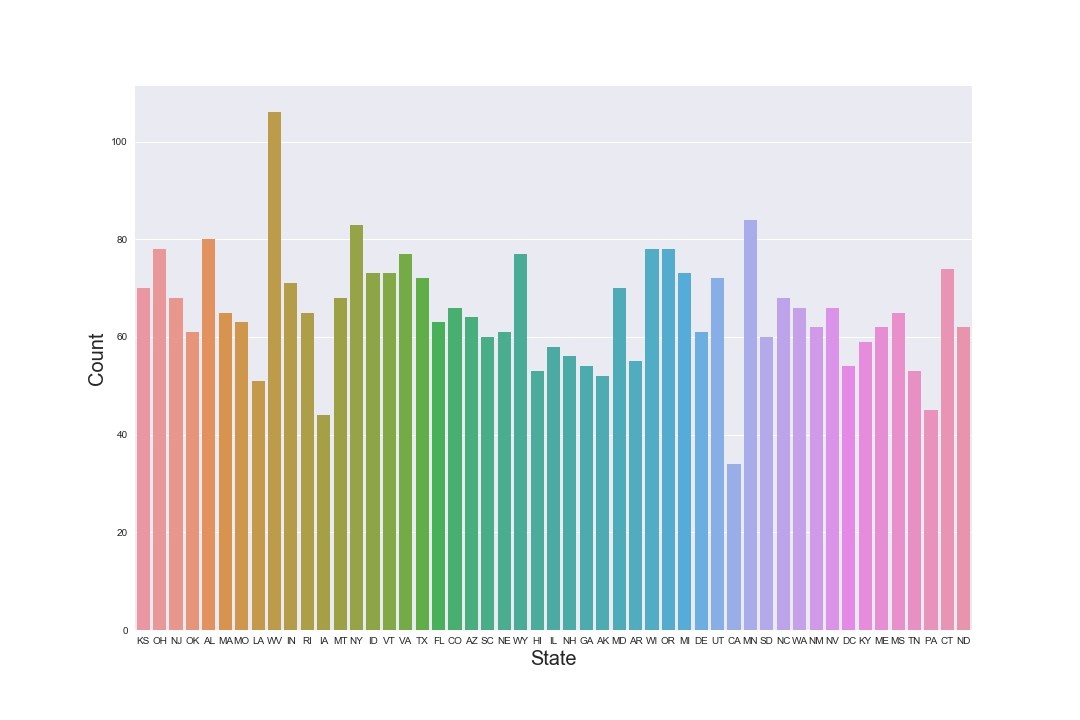 100
80
60
40
20
0
Count
KS OH NJ OK AL MA MO LA WV IN RI IA MT NY ID VT VA TX FL CO AZ SC NE WY HI IL NH GA AK MD AR WI OR MI DE UT CA MN SD NC WA NM NV DC KY ME MS TN PA CT ND
State